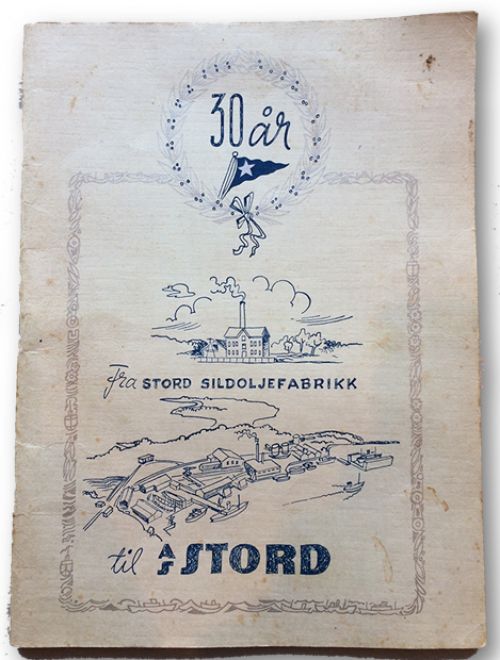 30 år
Fra STORD SILDOLJEFABRIKK
til A/S STORD